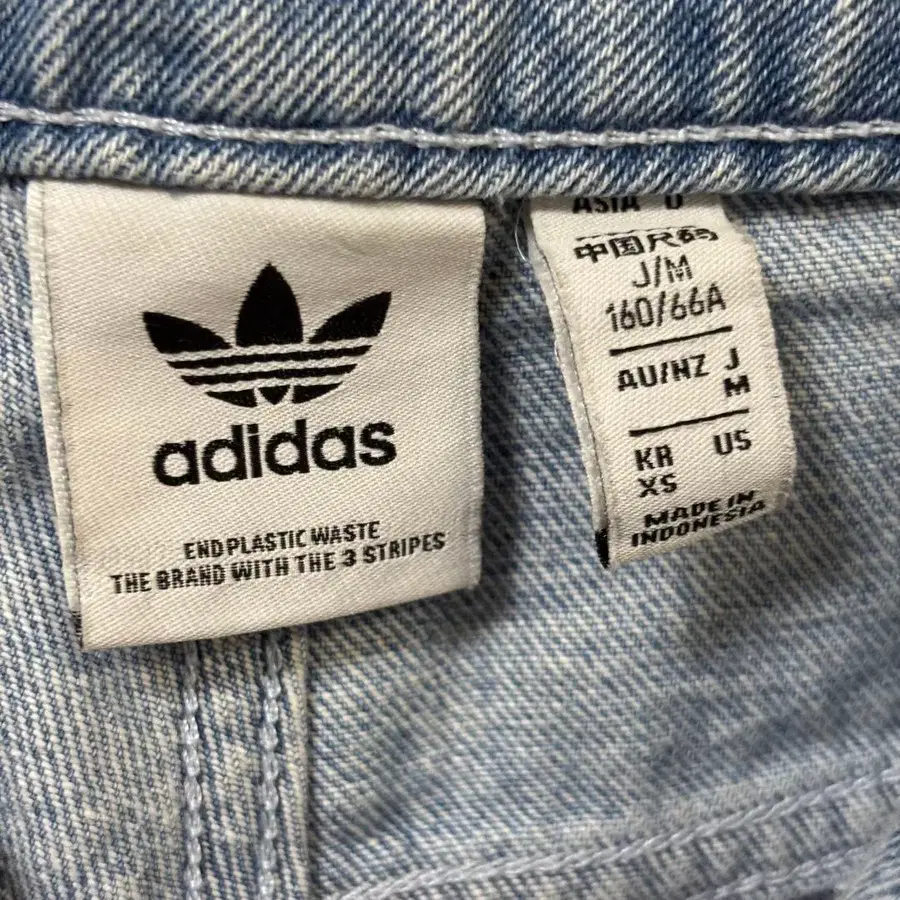 adidas
END PLASTIC WASTE
THE BRAND WITH THE 3 STRIPES
ASIA
中国尺码
J/M
160/66A
AU/NZ J
M
KR US
XS
MADE IN
INDONESIA